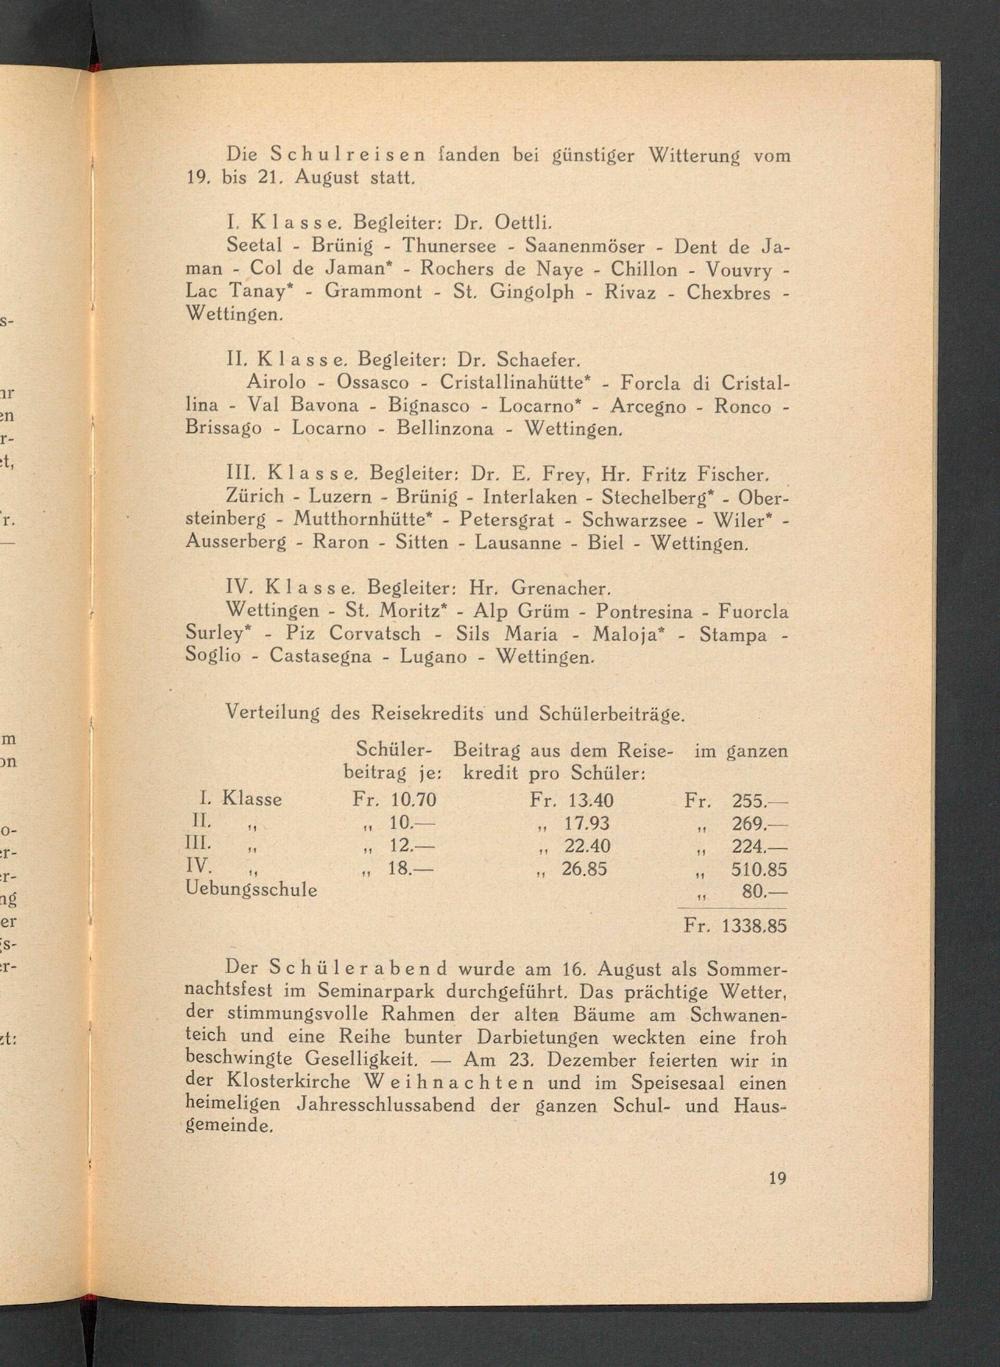 Die Schulreisen fanden bei günstiger Witterung vom
19. bis 21. August statt.
I. Klasse. Begleiter: Dr. Oettli.
Seetal - Brünig - Thunersee - Saanenmöser - Dent de Ja-
man - Col de Jaman* - Rochers de Naye - Chillon - Vouvry -
Lac Tanay* - Grammont - St. Gingolph - Rivaz - Chexbres -
Wettingen.
II. Klasse. Begleiter: Dr. Schaefer.
Airolo - Ossasco - Cristallinahütte* - Forcla di Cristal-
lina - Val Bavona - Bignasco - Locarno* - Arcegno - Ronco -
Brissago - Locarno - Bellinzona - Wettingen.
III. Klasse. Begleiter: Dr. E. Frey, Hr. Fritz Fischer.
Zürich - Luzern - Brünig - Interlaken - Stechelberg* - Ober-
steinberg - Mutthornhütte* - Petersgrat - Schwarzsee - Wiler* -
Ausserberg - Raron - Sitten - Lausanne - Biel - Wettingen.
IV. Klasse. Begleiter: Hr. Grenacher.
Wettingen - St. Moritz* - Alp Grüm - Pontresina - Fuorcla
Surley* - Piz Corvatsch - Sils Maria - Maloja* - Stampa -
Soglio - Castasegna - Lugano - Wettingen.
Verteilung des Reisekredits und Schülerbeiträge.
Schüler- Beitrag aus dem Reise- im ganzen
beitrag je: kredit pro Schüler:
I. Klasse Fr. 10.70 Fr. 13.40 Fr. 255.—
II. „ „ 10.— „ 17.93 „ 269.—
III. „ „ 12.— „ 22.40 „ 224.—
IV. „ „ 18.— „ 26.85 „ 510.85
Uebungsschule „ 80.—
Fr. 1338.85
Der Schülerabend wurde am 16. August als Sommer-
nachtsfest im Seminarpark durchgeführt. Das prächtige Wetter,
der stimmungsvolle Rahmen der alten Bäume am Schwanen-
teich und eine Reihe bunter Darbietungen weckten eine froh
beschwingte Geselligkeit. — Am 23. Dezember feierten wir in
der Klosterkirche Weihnachten und im Speisesaal einen
heimeligen Jahresschlussabend der ganzen Schul- und Haus-
gemeinde.
19